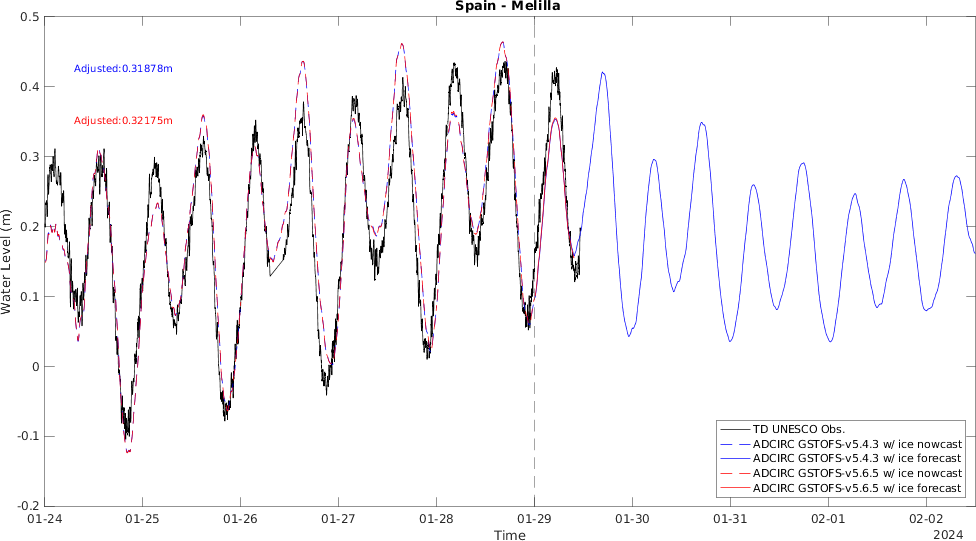 Spain - Melilla
0.5
0.4
0.3
0.2
0.1
0
-0.1
-0.2
Water Level (m)
Adjusted:0.31878m
Adjusted:0.32175m
TD UNESCO Obs.
ADCIRC GSTOFS-v5.4.3 w/ ice nowcast
ADCIRC GSTOFS-v5.4.3 w/ ice forecast
ADCIRC GSTOFS-v5.6.5 w/ ice nowcast
ADCIRC GSTOFS-v5.6.5 w/ ice forecast
01-24 01-25 01-26 01-27 01-28 01-29 01-30 01-31 02-01 02-02
Time
2024